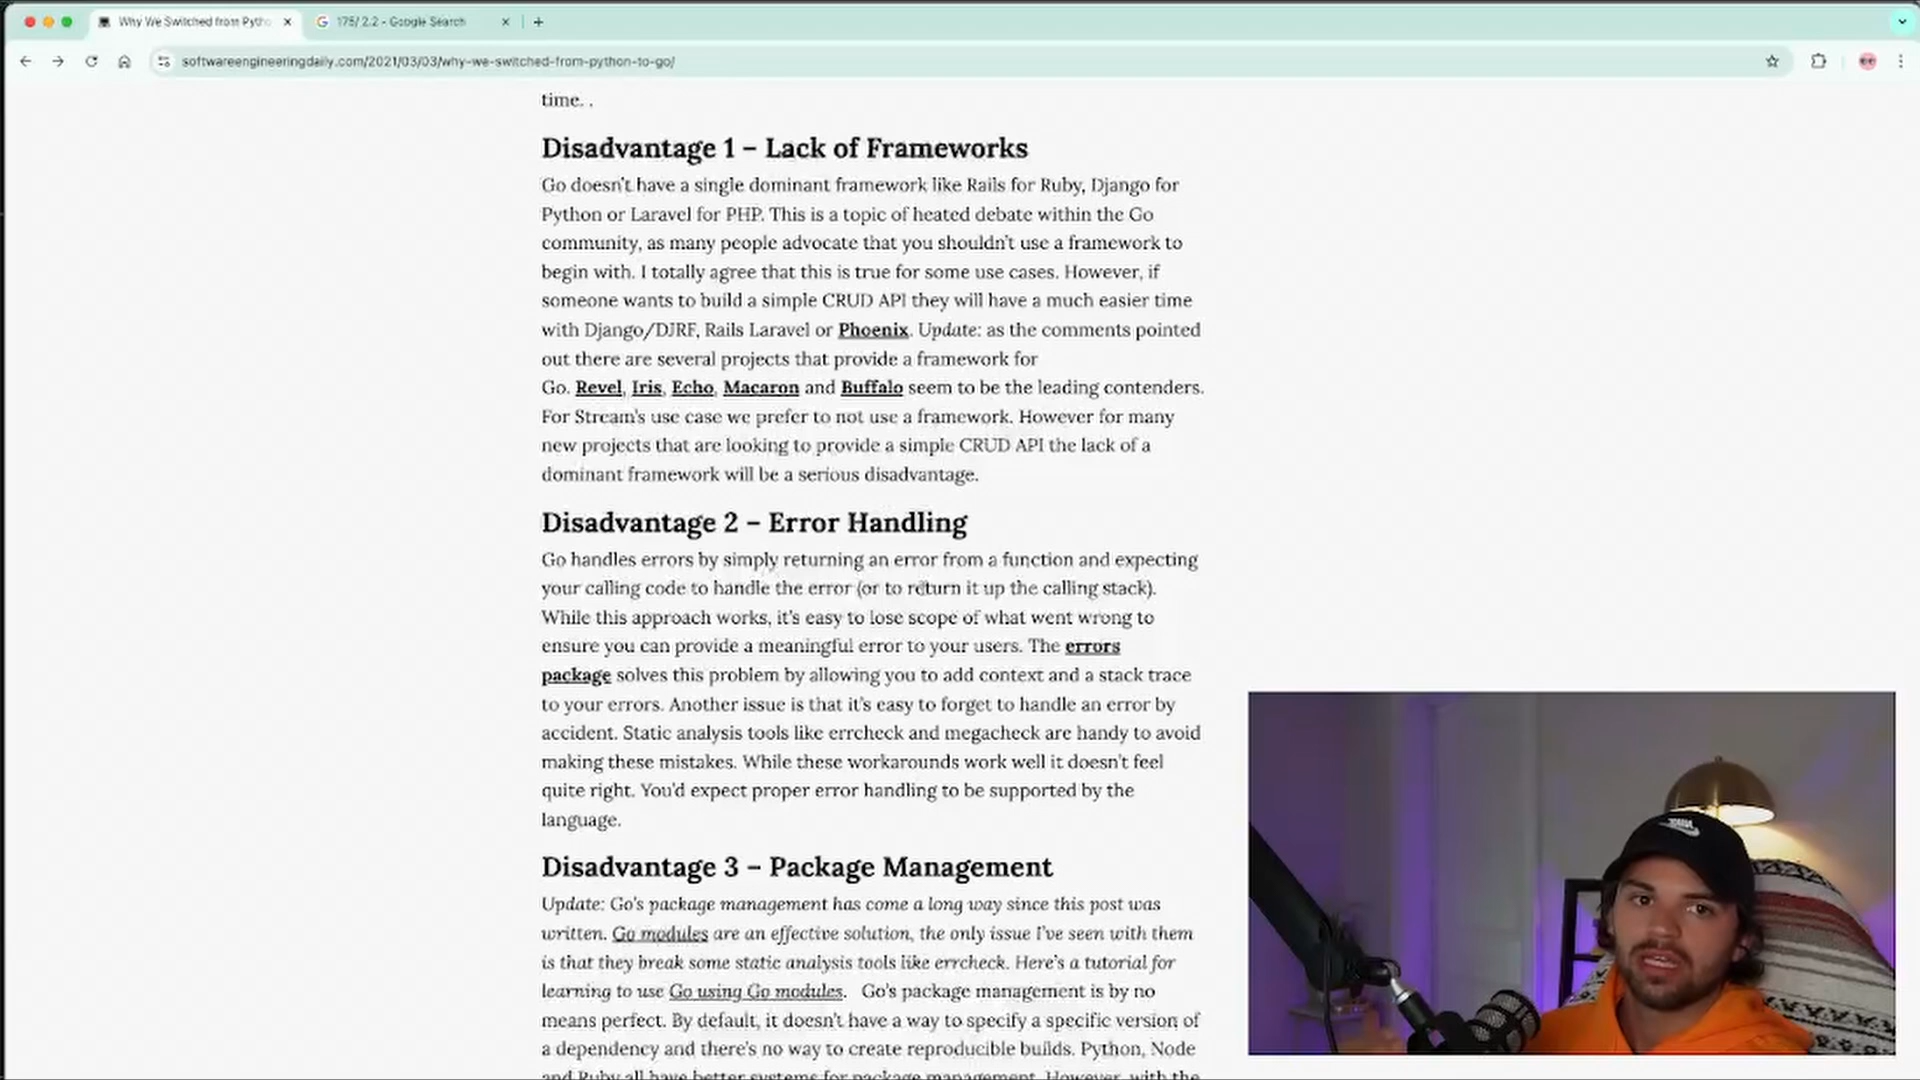 Why We Switched from Pytho
175/ 2.2 - Google Search
softwareengineeringdaily.com/2021/03/03/why-we-switched-from-python-to-go/
time. .
Disadvantage 1 – Lack of Frameworks
Go doesn't have a single dominant framework like Rails for Ruby, Django for
Python or Laravel for PHP. This is a topic of heated debate within the Go
community, as many people advocate that you shouldn't use a framework to
begin with. I totally agree that this is true for some use cases. However, if
someone wants to build a simple CRUD API they will have a much easier time
with Django/DJRF, Rails Laravel or Phoenix. Update: as the comments pointed
out there are several projects that provide a framework for
Go. Revel, Iris, Echo, Macaron and Buffalo seem to be the leading contenders.
For Stream's use case we prefer to not use a framework. However for many
new projects that are looking to provide a simple CRUD API the lack of a
dominant framework will be a serious disadvantage.
Disadvantage 2 – Error Handling
Go handles errors by simply returning an error from a function and expecting
your calling code to handle the error (or to return it up the calling stack).
While this approach works, it's easy to lose scope of what went wrong to
ensure you can provide a meaningful error to your users. The errors
package solves this problem by allowing you to add context and a stack trace
to your errors. Another issue is that it's easy to forget to handle an error by
accident. Static analysis tools like errcheck and megacheck are handy to avoid
making these mistakes. While these workarounds work well it doesn't feel
quite right. You'd expect proper error handling to be supported by the
language.
Disadvantage 3 – Package Management
Update: Go's package management has come a long way since this post was
written. Go modules are an effective solution, the only issue I've seen with them
is that they break some static analysis tools like errcheck. Here's a tutorial for
learning to use Go using Go modules. Go's package management is by no
means perfect. By default, it doesn't have a way to specify a specific version of
a dependency and there's no way to create reproducible builds. Python, Node
and Ruby all have better systems for package management. However, with the